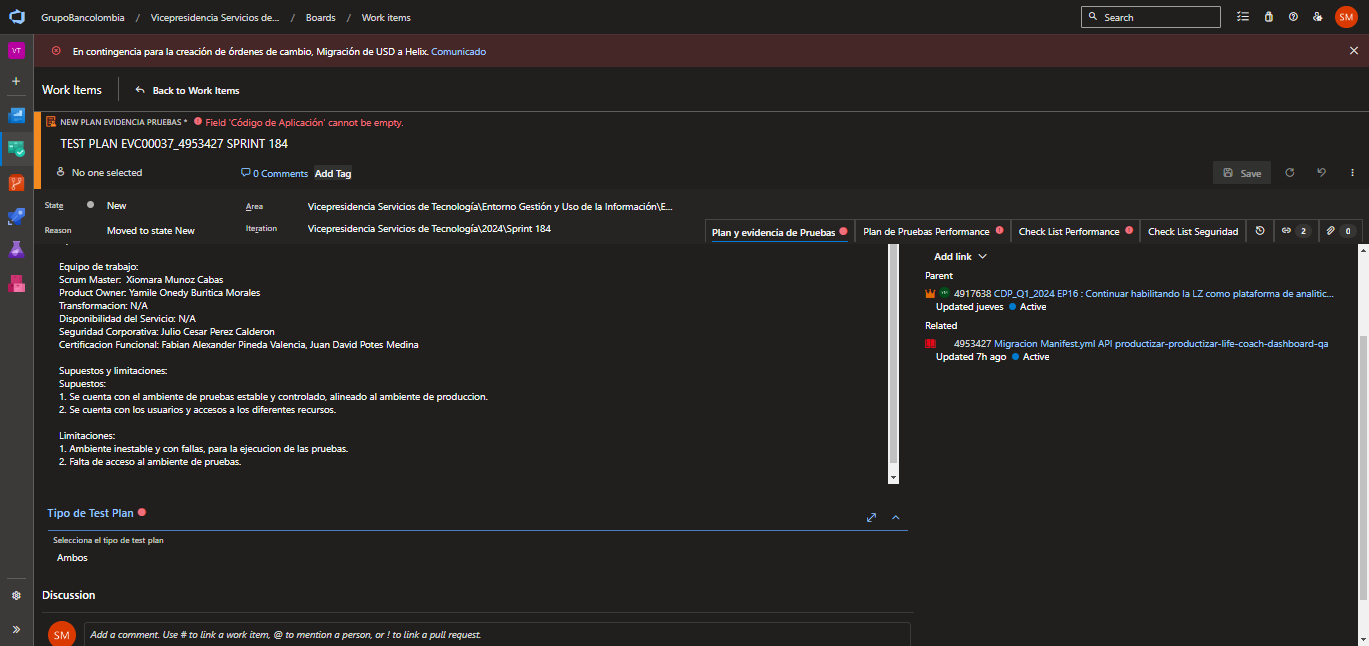 GrupoBancolombia / Vicepresidencia Servicios de... / Boards / Work items
Search
SM
VT
En contingencia para la creación de órdenes de cambio, Migración de USD a Helix. Comunicado
Work Items
Back to Work Items
NEW PLAN EVIDENCIA PRUEBAS *
Field 'Código de Aplicación' cannot be empty.
TEST PLAN EVC00037_4953427 SPRINT 184
No one selected
0 Comments
Add Tag
Save
State
New
Area
Vicepresidencia Servicios de Tecnología\Entorno Gestión y Uso de la Información\E...
Reason
Moved to state New
Iteration
Vicepresidencia Servicios de Tecnología\2024\Sprint 184
Plan y evidencia de Pruebas
Plan de Pruebas Performance
Check List Performance
Check List Seguridad
2
0
Equipo de trabajo:
Scrum Master:  Xiomara Munoz Cabas
Product Owner: Yamile Onedy Buritica Morales
Transformacion: N/A
Disponibilidad del Servicio: N/A
Seguridad Corporativa: Julio Cesar Perez Calderon
Certificacion Funcional: Fabian Alexander Pineda Valencia, Juan David Potes Medina
Supuestos y limitaciones:
Supuestos:
1. Se cuenta con el ambiente de pruebas estable y controlado, alineado al ambiente de produccion.
2. Se cuenta con los usuarios y accesos a los diferentes recursos.
Limitaciones:
1. Ambiente inestable y con fallas, para la ejecucion de las pruebas.
2. Falta de acceso al ambiente de pruebas.
Tipo de Test Plan
Selecciona el tipo de test plan
Ambos
Discussion
SM
Add a comment. Use # to link a work item, @ to mention a person, or ! to link a pull request.
Add link
Parent
4917638 CDP_Q1_2024 EP16 : Continuar habilitando la LZ como plataforma de analitic...
Updated jueves
Active
Related
4953427 Migracion Manifest.yml API productizar-productizar-life-coach-dashboard-qa
Updated 7h ago
Active